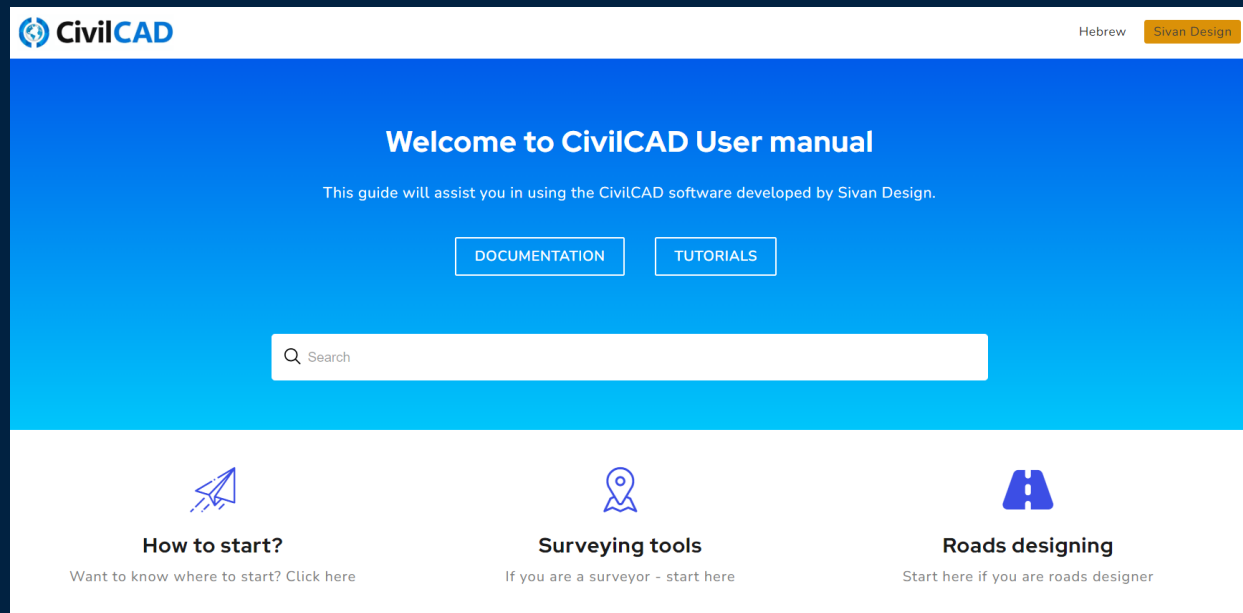 CivilCAD
Hebrew
Sivan Design
Welcome to CivilCAD User manual
This guide will assist you in using the CivilCAD software developed by Sivan Design.
DOCUMENTATION
TUTORIALS
Search
How to start?
Want to know where to start? Click here
Surveying tools
If you are a surveyor - start here
Roads designing
Start here if you are roads designer